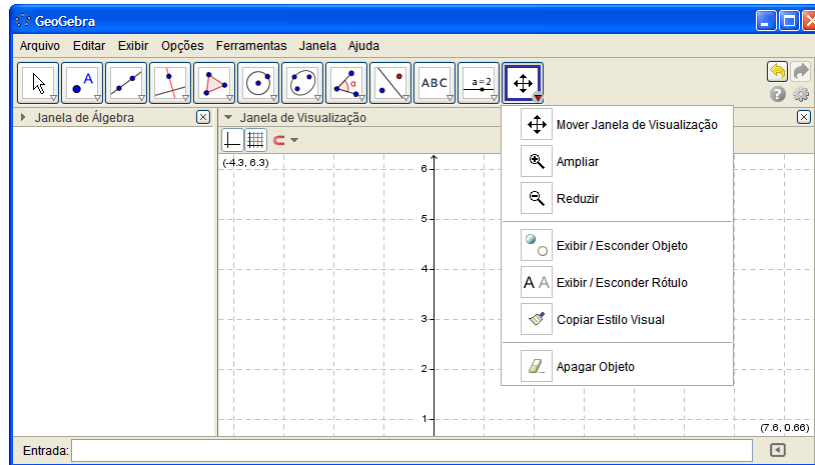 GeoGebra
Arquivo Editar Exibir Opções Ferramentas Janela Ajuda
A
α
ABC
a=2
Janela de Álgebra
Janela de Visualização
(-4.3, 6.3)
6
5
4
3
2
1
(7.6, 0.66)
Mover Janela de Visualização
Ampliar
Reduzir
Exibir / Esconder Objeto
A A Exibir / Esconder Rótulo
Copiar Estilo Visual
Apagar Objeto
Entrada: